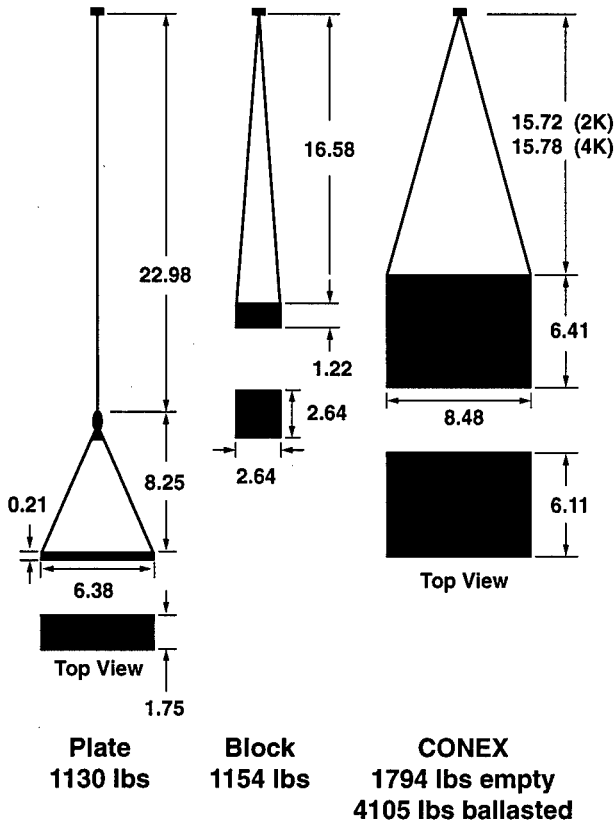 22.98
8.25
0.21
6.38
Top View
1.75
Plate
1130 lbs
16.58
1.22
2.64
2.64
Block
1154 lbs
15.72 (2K)
15.78 (4K)
6.41
8.48
6.11
Top View
CONEX
1794 lbs empty
4105 lbs ballasted